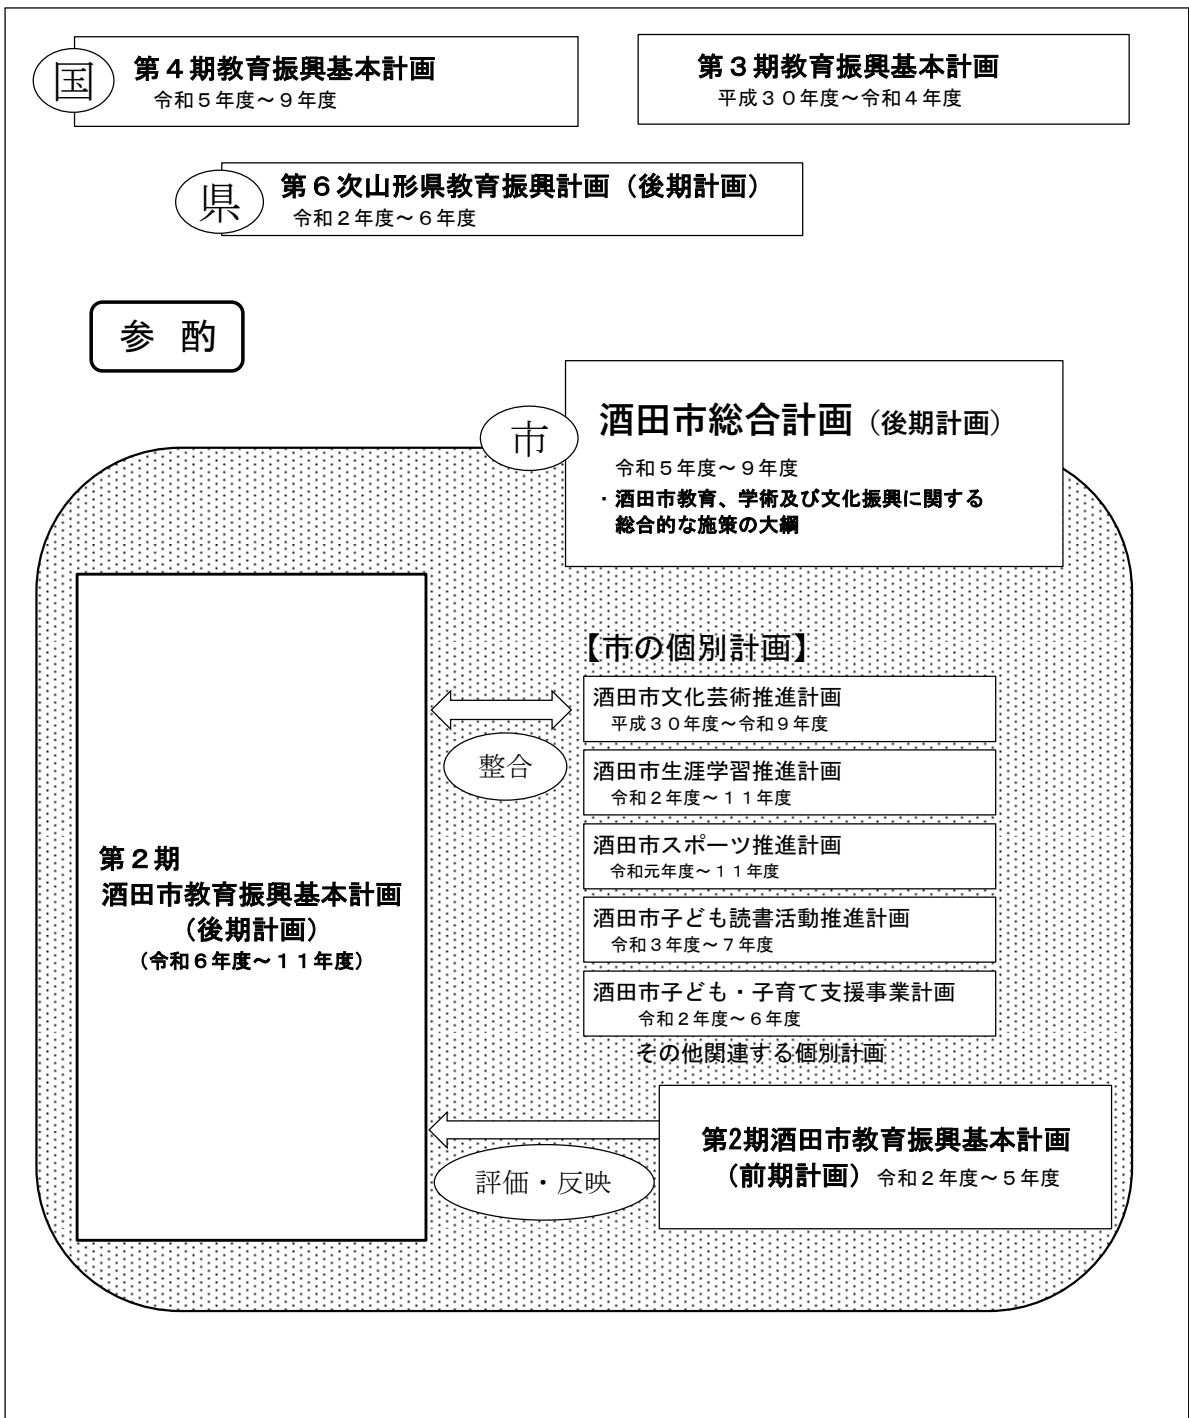 国
第４期教育振興基本計画
令和５年度～９年度
第３期教育振興基本計画
平成３０年度～令和４年度
県
第６次山形県教育振興計画（後期計画）
令和２年度～６年度
参 酌
市
酒田市総合計画（後期計画）
令和５年度～９年度
・酒田市教育、学術及び文化振興に関する
総合的な施策の大綱
【市の個別計画】
酒田市文化芸術推進計画
平成３０年度～令和９年度
整合
酒田市生涯学習推進計画
令和２年度～１１年度
酒田市スポーツ推進計画
令和元年度～１１年度
酒田市子ども読書活動推進計画
令和３年度～７年度
酒田市子ども・子育て支援事業計画
令和２年度～６年度
その他関連する個別計画
第２期
酒田市教育振興基本計画
（後期計画）
（令和６年度～１１年度）
第2期酒田市教育振興基本計画
（前期計画）令和２年度～５年度
評価・反映